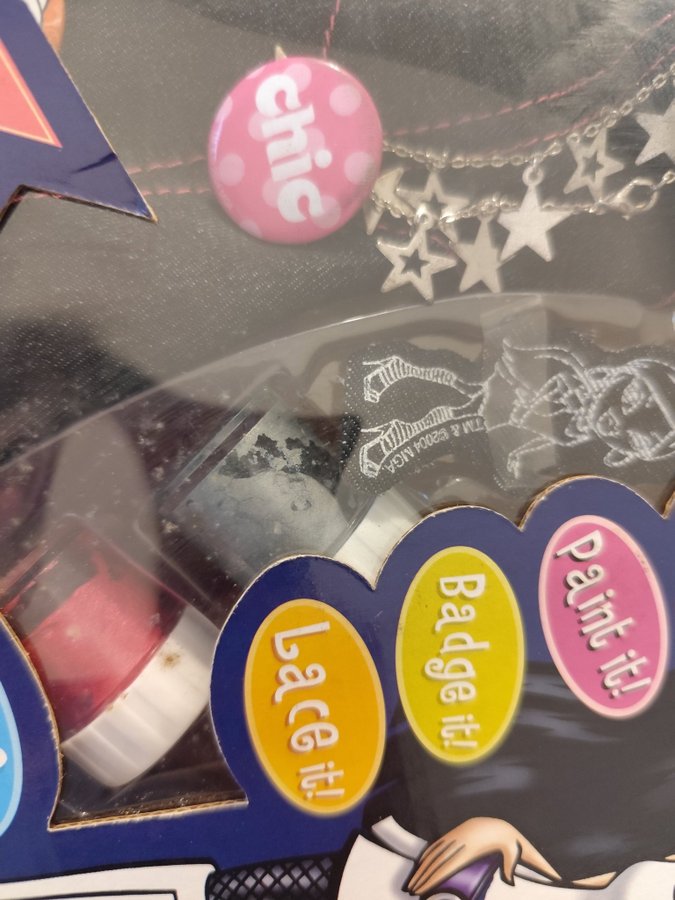 chic
TM & ©2004 MGA.
Lace it!
Badge it!
Paint it!